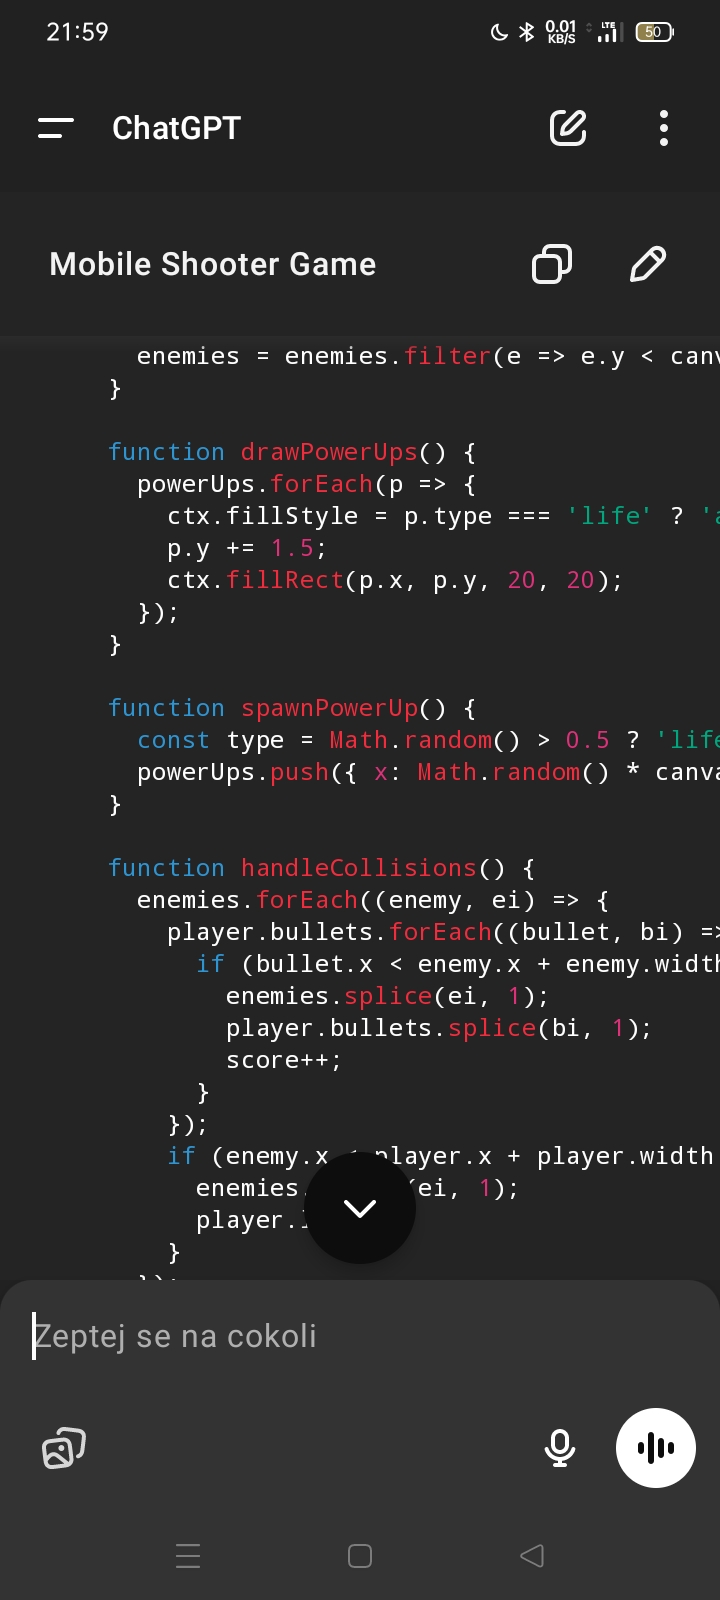 21:59
0.01
KB/S
LTE
50
ChatGPT
Mobile Shooter Game
enemies = enemies.filter(e => e.y < canv
}
function drawPowerUps() {
powerUps.forEach(p => {
ctx.fillStyle = p.type === 'life' ? 'a
p.y += 1.5;
ctx.fillRect(p.x, p.y, 20, 20);
});
}
function spawnPowerUp() {
const type = Math.random() > 0.5 ? 'life
powerUps.push({ x: Math.random() * canva
}
function handleCollisions() {
enemies.forEach((enemy, ei) => {
player.bullets.forEach((bullet, bi) =>
if (bullet.x < enemy.x + enemy.width
enemies.splice(ei, 1);
player.bullets.splice(bi, 1);
score++;
}
});
if (enemy.x < player.x + player.width
enemies. (ei, 1);
player.
}
});
Zeptej se na cokoli